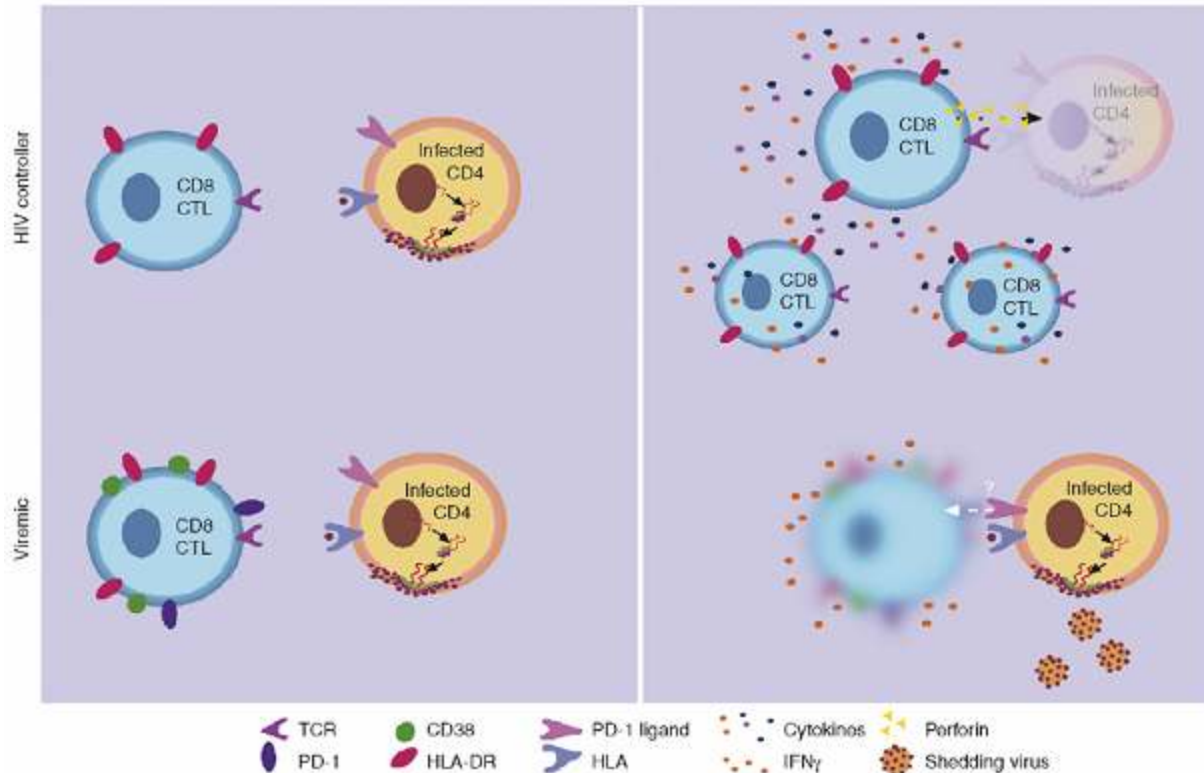 HIV controller
CD8
CTL
Infected
CD4
CD8
CTL
Infected
CD4
CD8
CTL
CD8
CTL
Viremic
CD8
CTL
Infected
CD4
?
Infected
CD4
TCR
CD38
PD-1 ligand
Cytokines
Perforin
PD-1
HLA-DR
HLA
IFNγ
Shedding virus